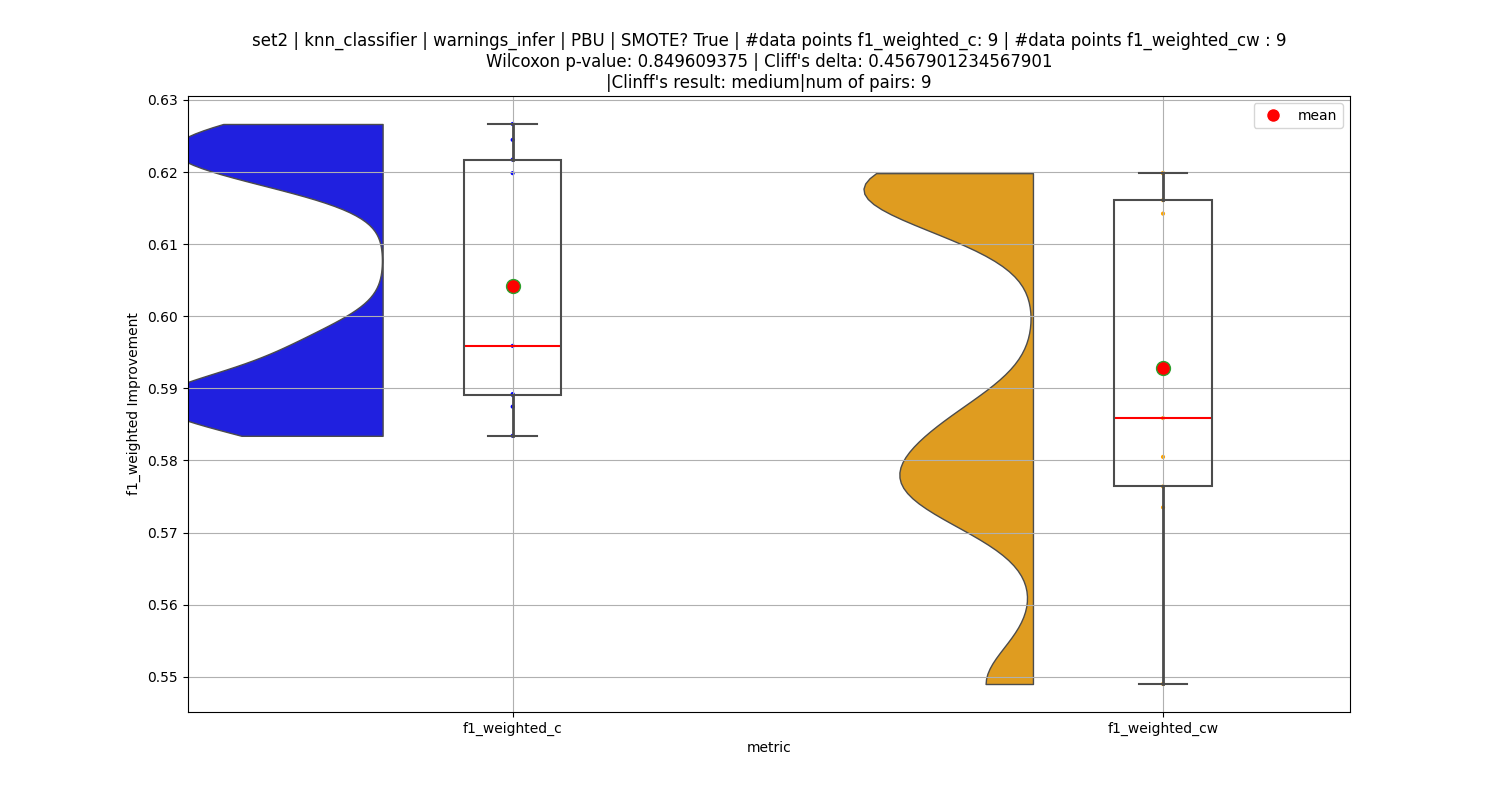 set2 | knn_classifier | warnings_infer | PBU | SMOTE? True | #data points f1_weighted_c: 9 | #data points f1_weighted_cw : 9
Wilcoxon p-value: 0.849609375 | Cliff's delta: 0.4567901234567901
|Clinff's result: medium|num of pairs: 9
mean
0.63
0.62
0.61
0.60
0.59
0.58
0.57
0.56
0.55
f1_weighted Improvement
f1_weighted_c
f1_weighted_cw
metric